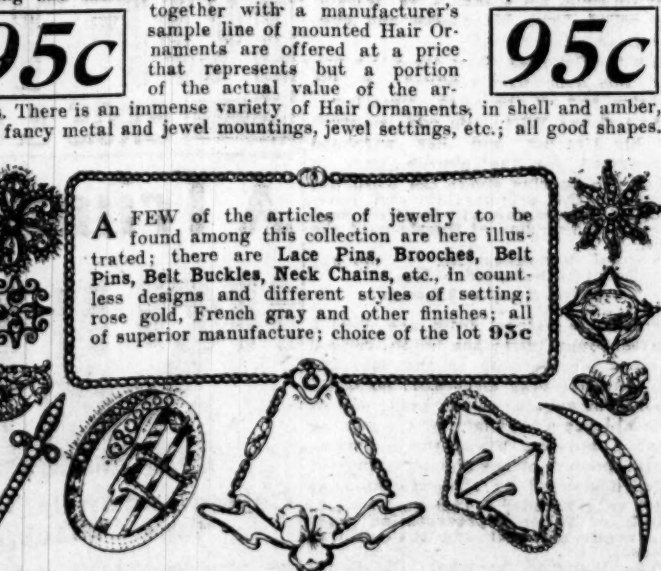 together with a manufacturer's
sample line of mounted Hair Or-
naments are offered at a price
that represents but a portion
of the actual value of the ar-
95c
95c
s. There is an immense variety of Hair Ornaments, in shell and amber,
fancy metal and jewel mountings, jewel settings, etc.; all good shapes.
A FEW of the articles of jewelry to be
found among this collection are here illus-
trated; there are Lace Pins, Brooches, Belt
Pins, Belt Buckles, Neck Chains, etc., in count-
less designs and different styles of setting;
rose gold, French gray and other finishes; all
of superior manufacture; choice of the lot 95c